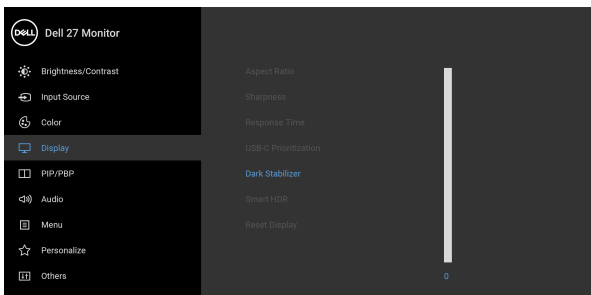 DELL Dell 27 Monitor
Brightness/Contrast
Input Source
Color
Display
PIP/PBP
Audio
Menu
Personalize
Others
Aspect Ratio
Sharpness
Response Time
USB-C Prioritization
Dark Stabilizer
Smart HDR
Reset Display
0